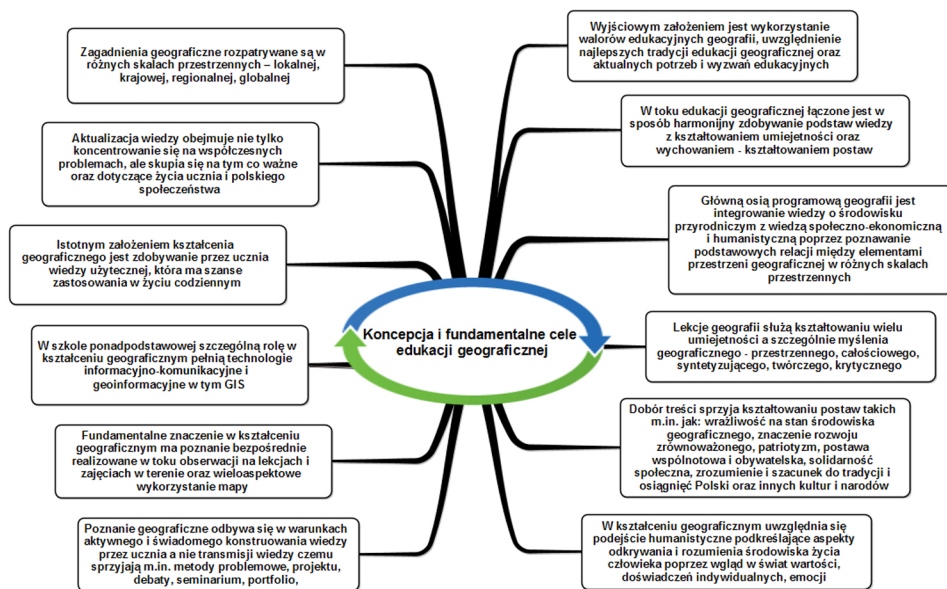 Zagadnienia geograficzne rozpatrywane są w
różnych skalach przestrzennych – lokalnej,
krajowej, regionalnej, globalnej
Aktualizacja wiedzy obejmuje nie tylko
koncentrowanie się na współczesnych
problemach, ale skupia się na tym co ważne
oraz dotyczące życia ucznia i polskiego
społeczeństwa
Istotnym założeniem kształcenia
geograficznego jest zdobywanie przez ucznia
wiedzy użytecznej, która ma szanse
zastosowania w życiu codziennym
W szkole ponadpodstawowej szczególną rolę w
kształceniu geograficznym pełnią technologie
informacyjno-komunikacyjne i
geoinformacyjne w tym GIS
Fundamentalne znaczenie w kształceniu
geograficznym ma poznanie bezpośrednie
realizowane w toku obserwacji na lekcjach i
zajęciach w terenie oraz wieloaspektowe
wykorzystanie mapy
Poznanie geograficzne odbywa się w warunkach
aktywnego i świadomego konstruowania wiedzy
przez ucznia a nie transmisji wiedzy czemu
sprzyjają m.in. metody problemowe, projektu,
debaty, seminarium, portfolio,
Koncepcja i fundamentalne cele
edukacji geograficznej
Wyjściowym założeniem jest wykorzystanie
walorów edukacyjnych geografii, uwzględnienie
najlepszych tradycji edukacji geograficznej oraz
aktualnych potrzeb i wyzwań edukacyjnych
W toku edukacji geograficznej łączone jest w
sposób harmonijny zdobywanie podstaw wiedzy
z kształtowaniem umiejetności oraz
wychowaniem - kształtowaniem postaw
Główną osią programową geografii jest
integrowanie wiedzy o środowisku
przyrodniczym z wiedzą społeczno-ekonomiczną
i humanistyczną poprzez poznawanie
podstawowych relacji między elementami
przestrzeni geograficznej w różnych skalach
przestrzennych
Lekcje geografii służą kształtowaniu wielu
umiejetności a szczególnie myślenia
geograficznego - przestrzennego, całościowego,
syntetyzującego, twórczego, krytycznego
Dobór treści sprzyja kształtowaniu postaw takich
m.in. jak: wrażliwość na stan środowiska
geograficznego, znaczenie rozwoju
zrównoważonego, patriotyzm, postawa
wspólnotowa i obywatelska, solidarność
społeczna, zrozumienie i szacunek do tradycji i
osiągnięć Polski oraz innych kultur i narodów
W kształceniu geograficznym uwzględnia się
podejście humanistyczne podkreślające aspekty
odkrywania i rozumienia środowiska życia
człowieka poprzez wgląd w świat wartości,
doświadczeń indywidualnych, emocji